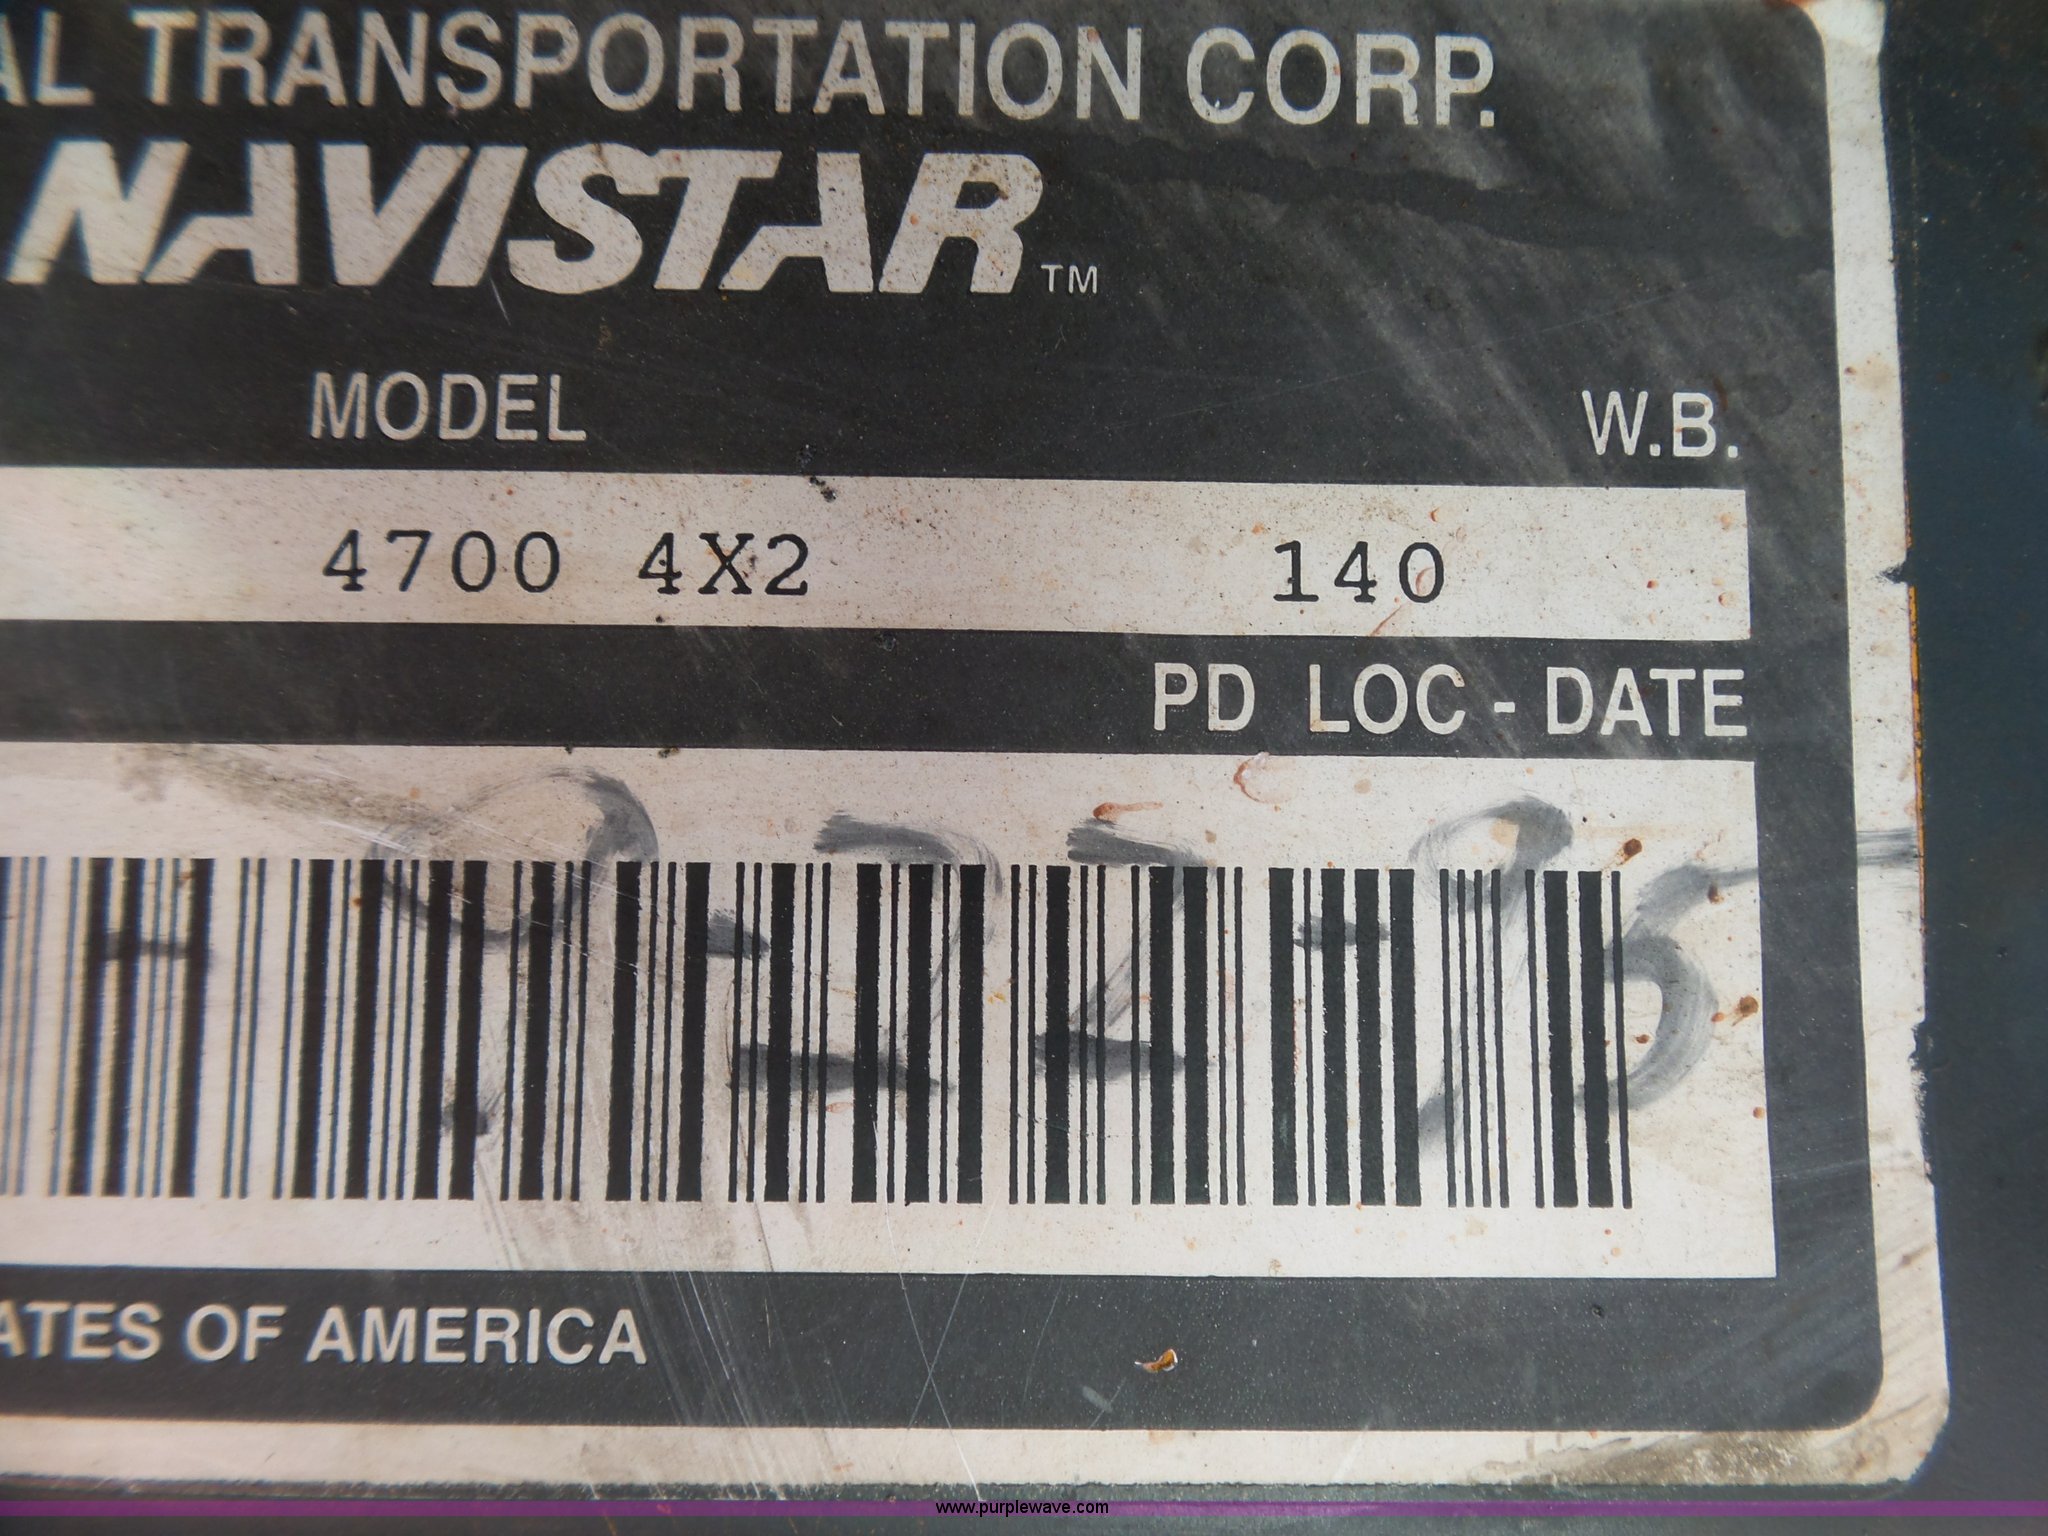 AL TRANSPORTATION CORP.
NAVISTAR™
MODEL W.B.
4700 4X2 140
PD LOC - DATE
ATES OF AMERICA
www.purplewave.com